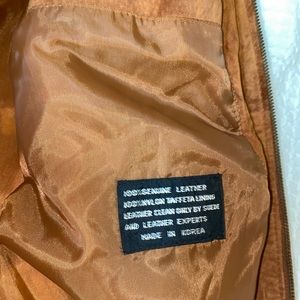 100% GENUINE LEATHER
100% NYLON TAFFETA LINING
LEATHER CLEAN ONLY BY SUEDE
AND LEATHER EXPERTS
MADE IN KOREA